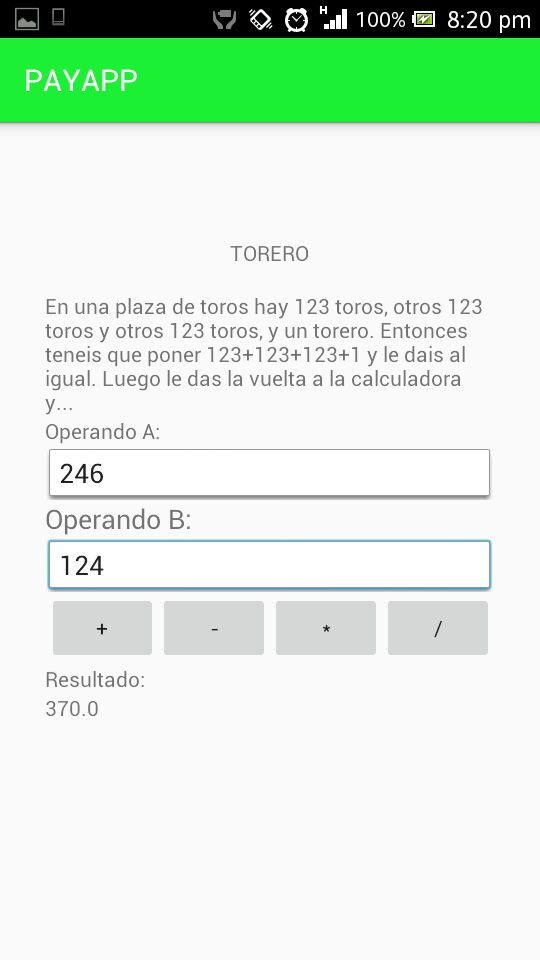 H 100% 8:20 pm
PAYAPP
TORERO
En una plaza de toros hay 123 toros, otros 123
toros y otros 123 toros, y un torero. Entonces
teneis que poner 123+123+123+1 y le dais al
igual. Luego le das la vuelta a la calculadora
y...
Operando A:
246
Operando B:
124
+ - * /
Resultado:
370.0